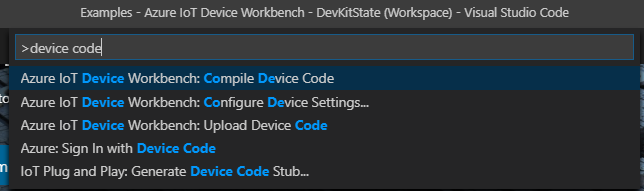 Examples - Azure IoT Device Workbench - DevKitState (Workspace) - Visual Studio Code
>device code
Azure IoT Device Workbench: Compile Device Code
Azure IoT Device Workbench: Configure Device Settings...
Azure IoT Device Workbench: Upload Device Code
Azure: Sign In with Device Code
IoT Plug and Play: Generate Device Code Stub...